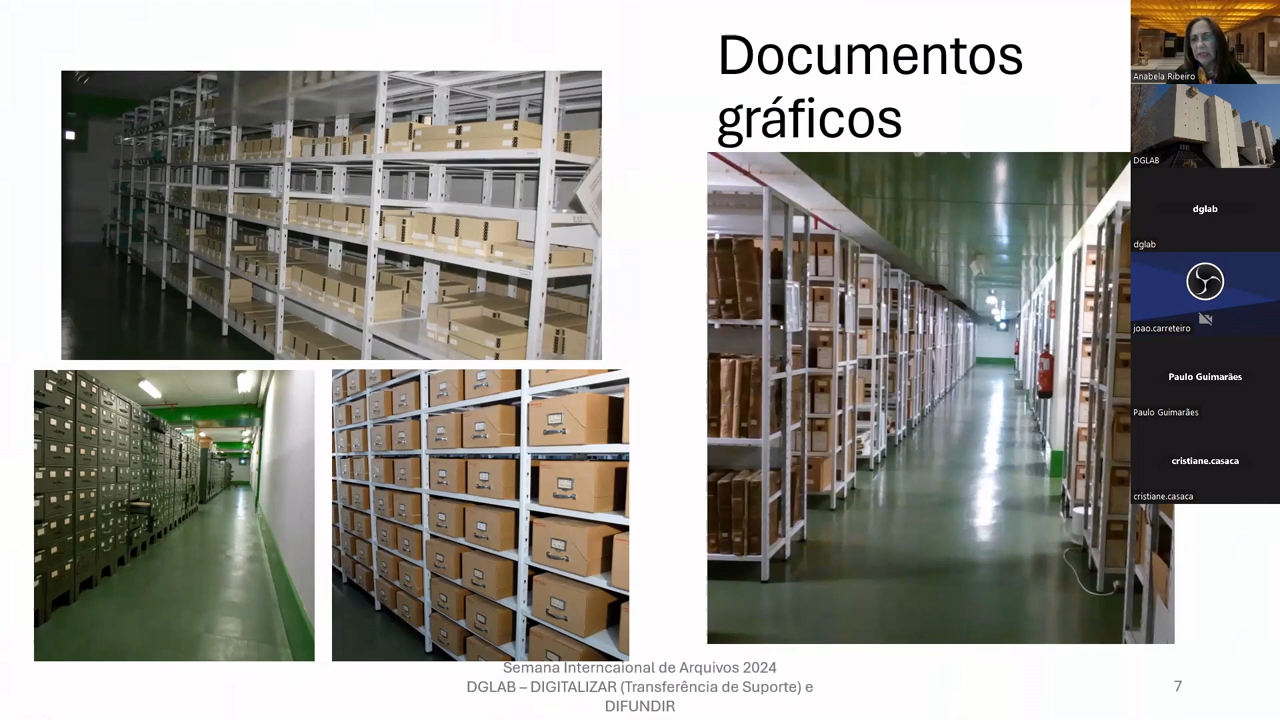 Documentos
gráficos
Anabela Ribeiro
DGLAB
dglab
dglab
joao.carreteiro
Paulo Guimarães
Paulo Guimarães
cristiane.casaca
cristiane.casaca
Semana Interncaional de Arquivos 2024
DGLAB – DIGITALIZAR (Transferência de Suporte) e
DIFUNDIR
7